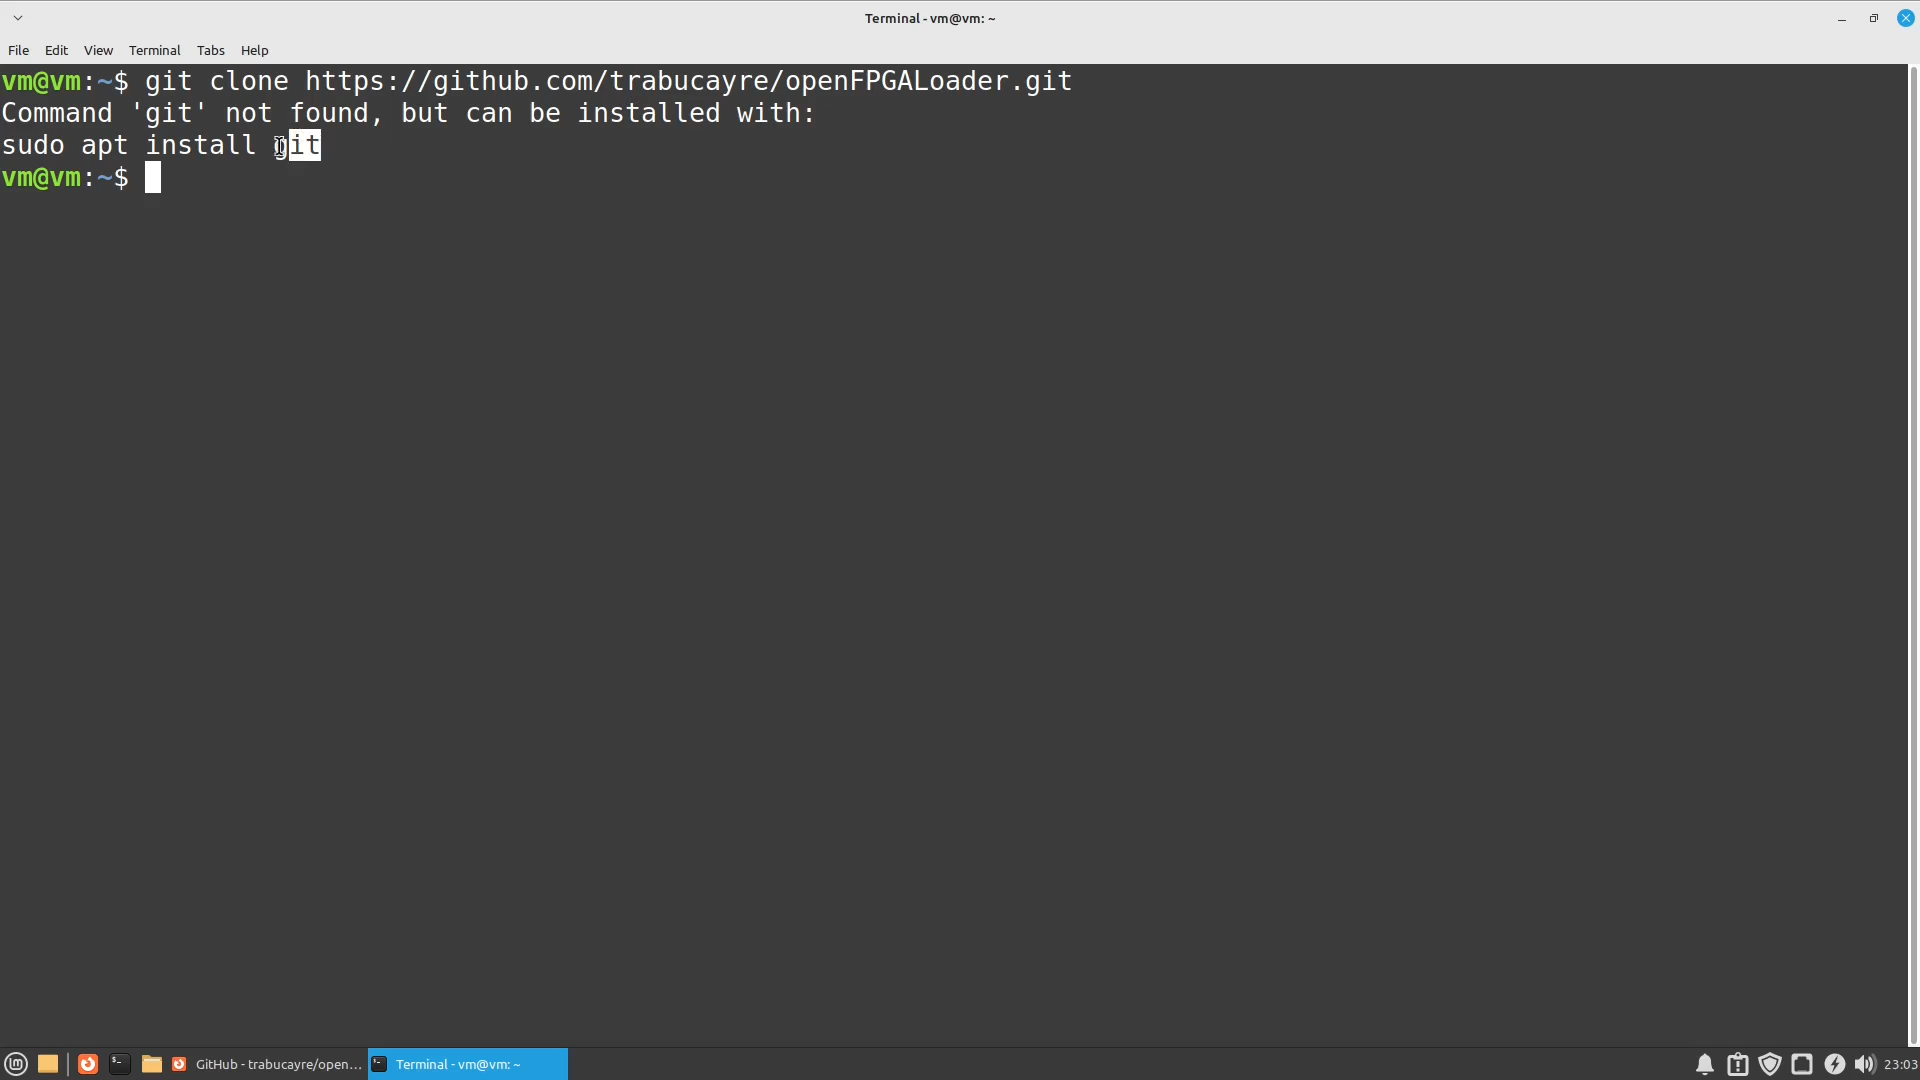 Terminal - vm@vm: ~
File Edit View Terminal Tabs Help
vm@vm:~$ git clone https://github.com/trabucayre/openFPGALoader.git
Command 'git' not found, but can be installed with:
sudo apt install git
vm@vm:~$
GitHub - trabucayre/open... Terminal - vm@vm: ~ 23:03